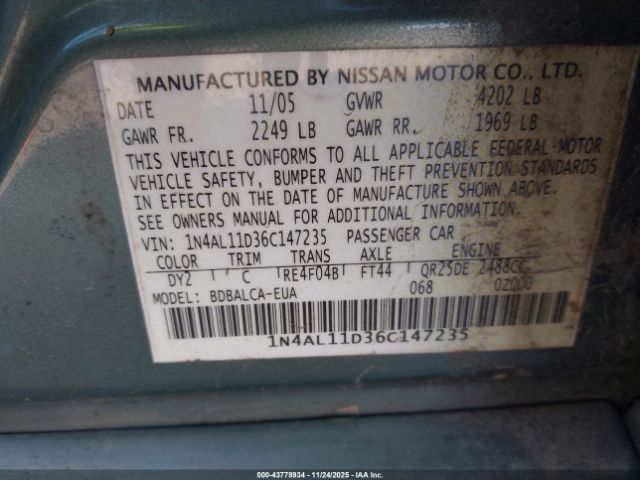 MANUFACTURED BY NISSAN MOTOR CO., LTD.
DATE 11/05 GVWR 4202 LB
GAWR FR. 2249 LB GAWR RR. 1969 LB
THIS VEHICLE CONFORMS TO ALL APPLICABLE FEDERAL MOTOR
VEHICLE SAFETY, BUMPER AND THEFT PREVENTION STANDARDS
IN EFFECT ON THE DATE OF MANUFACTURE SHOWN ABOVE.
SEE OWNERS MANUAL FOR ADDITIONAL INFORMATION.
VIN: 1N4AL11D36C147235 PASSENGER CAR
COLOR TRIM TRANS AXLE ENGINE
DY2 C RE4F04B FT44 QR25DE 2488CC
MODEL: BDBALCA-EUA 068 0Z000
1N4AL11D36C147235
000-43778934 - 11/24/2025 - IAAI.COM